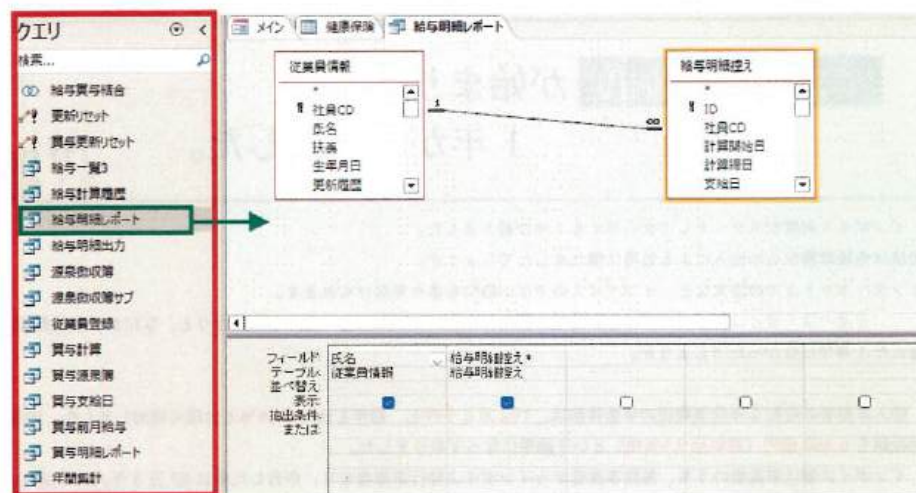 クエリ
検索...
給与賞与結合
更新リセット
賞与更新リセット
給与一覧3
給与計算履歴
給与明細レポート
給与明細出力
源泉徴収簿
源泉徴収簿サブ
従業員登録
賞与計算
賞与源泉簿
賞与支給日
賞与前月給与
賞与明細レポート
年間集計
メイン 健康保険 給与明細レポート
従業員情報
*
社員CD
氏名
扶養
生年月日
更新履歴
1
∞
給与明細控え
*
ID
社員CD
計算開始日
計算締日
支給日
フィールド: 氏名 給与明細控え.*
テーブル: 従業員情報 給与明細控え
並べ替え:
表示:
抽出条件:
または: